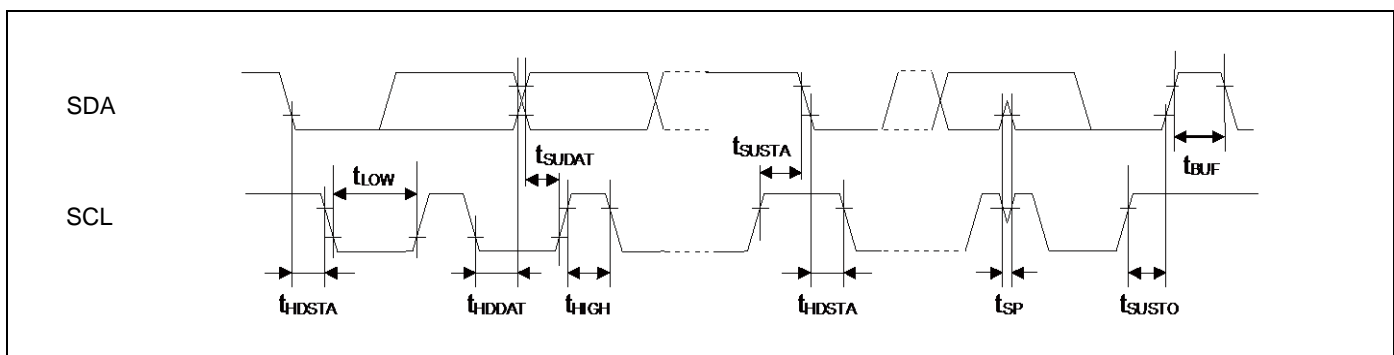 SDA
tSUDAT
tSUSTA
tBUF
tLOW
SCL
tHDSTA
tHDDAT
tHIGH
tHDSTA
tSP
tSUSTO